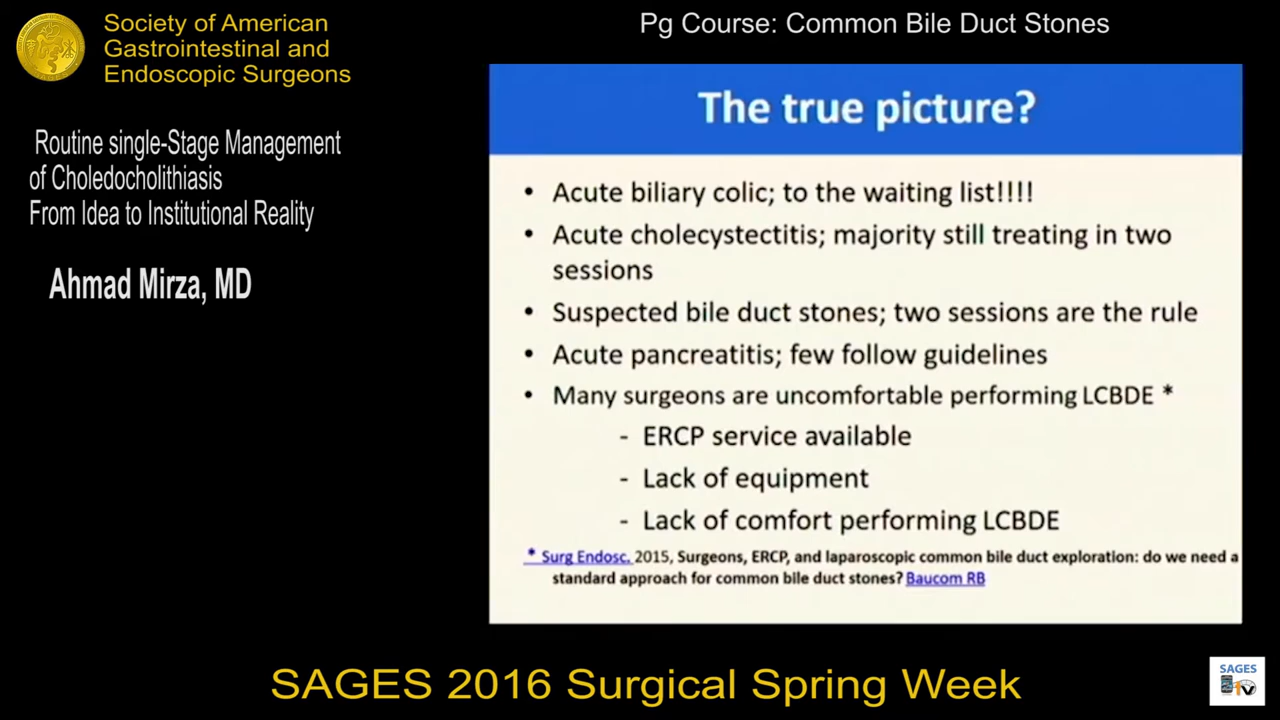 Society of American
Gastrointestinal and
Endoscopic Surgeons
Pg Course: Common Bile Duct Stones
Routine single-Stage Management
of Choledocholithiasis
From Idea to Institutional Reality
Ahmad Mirza, MD
The true picture?
• Acute biliary colic; to the waiting list!!!!
• Acute cholecystectitis; majority still treating in two
sessions
• Suspected bile duct stones; two sessions are the rule
• Acute pancreatitis; few follow guidelines
• Many surgeons are uncomfortable performing LCBDE *
- ERCP service available
- Lack of equipment
- Lack of comfort performing LCBDE
* Surg Endosc. 2015, Surgeons, ERCP, and laparoscopic common bile duct exploration: do we need a
standard approach for common bile duct stones? Baucom RB
SAGES 2016 Surgical Spring Week
SAGES
TV